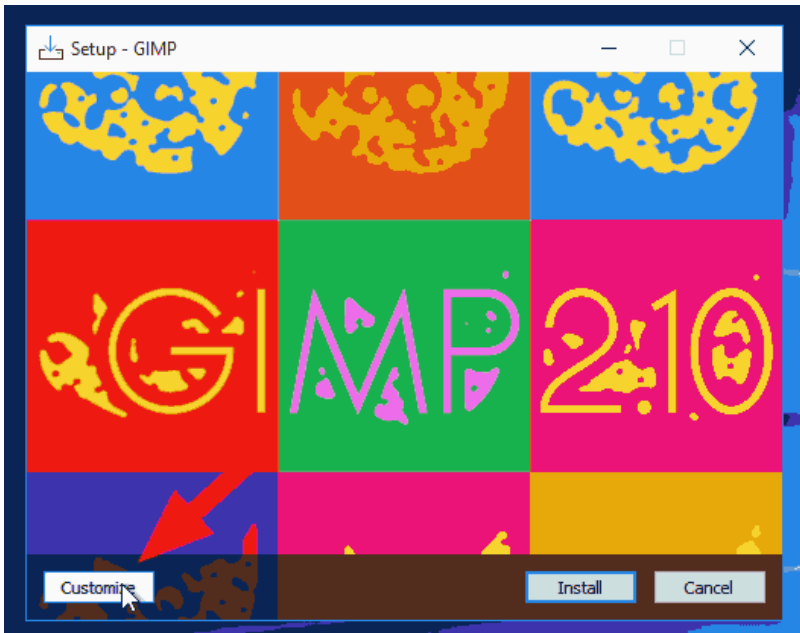 Setup - GIMP
GIMP 2.10
Customize
Install
Cancel